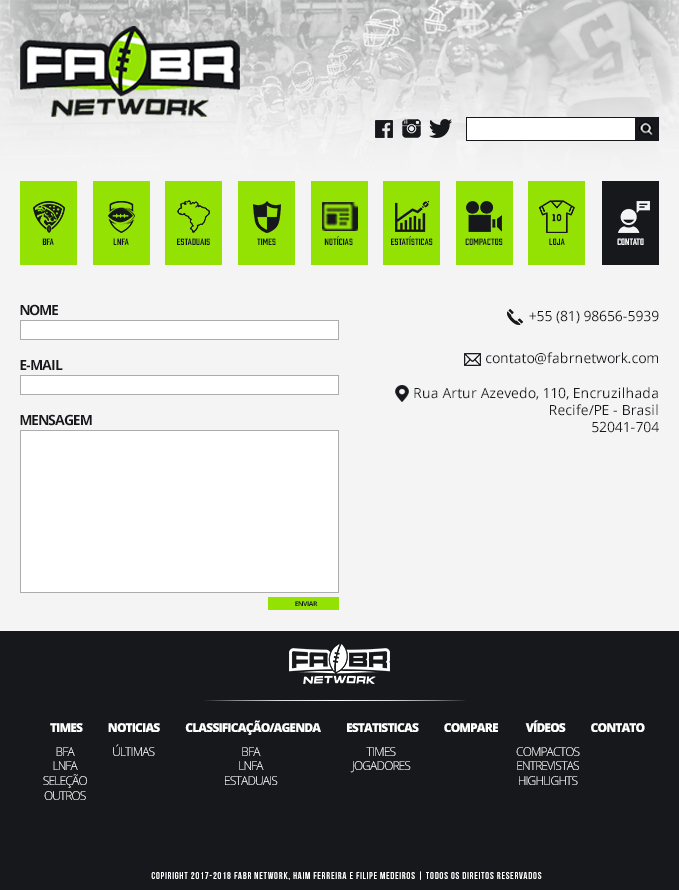 FABR
NETWORK
BFA
LNFA
ESTADUAIS
TIMES
NOTÍCIAS
ESTATÍSTICAS
COMPACTOS
10
LOJA
CONTATO
NOME
E-MAIL
MENSAGEM
ENVIAR
+55 (81) 98656-5939
contato@fabrnetwork.com
Rua Artur Azevedo, 110, Encruzilhada
Recife/PE - Brasil
52041-704
FABR
NETWORK
TIMES NOTICIAS CLASSIFICAÇÃO/AGENDA ESTATISTICAS COMPARE VÍDEOS CONTATO
BFA ÚLTIMAS BFA TIMES COMPACTOS
LNFA LNFA JOGADORES ENTREVISTAS
SELEÇÃO ESTADUAIS HIGHLIGHTS
OUTROS
COPIRIGHT 2017-2018 FABR NETWORK, HAIM FERREIRA E FILIPE MEDEIROS | TODOS OS DIREITOS RESERVADOS